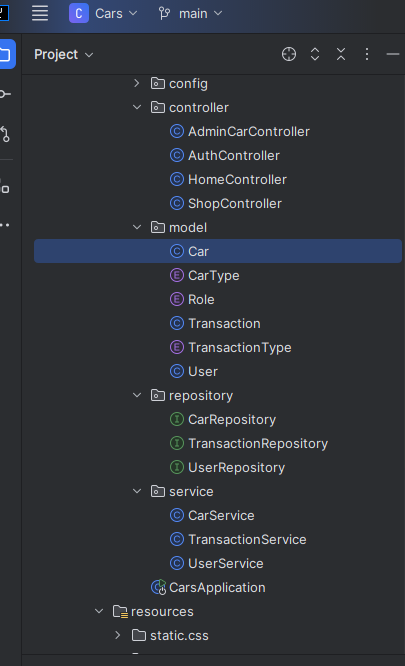 C Cars main
Project
config
controller
C AdminCarController
C AuthController
C HomeController
C ShopController
model
C Car
E CarType
E Role
C Transaction
E TransactionType
C User
repository
I CarRepository
I TransactionRepository
I UserRepository
service
C CarService
C TransactionService
C UserService
C CarsApplication
resources
static.css